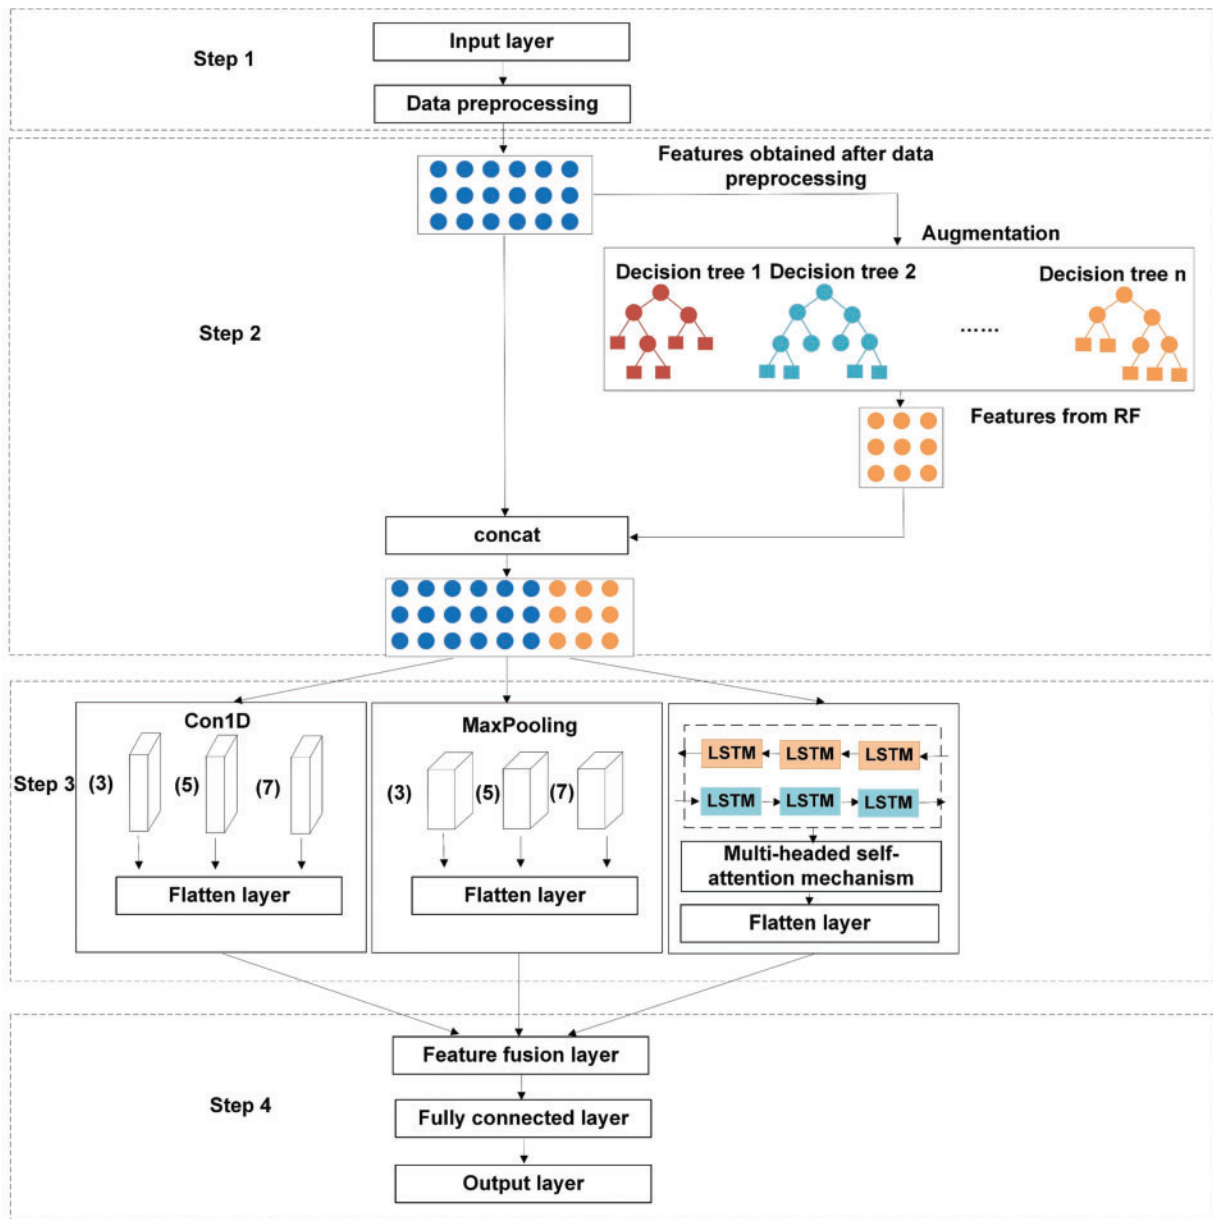 Step 1
Input layer
Data preprocessing
Features obtained after data
preprocessing
Augmentation
Decision tree 1
Decision tree 2
Decision tree n
......
Step 2
Features from RF
concat
Step 3
Con1D
(3)
(5)
(7)
Flatten layer
MaxPooling
(3)
(5)
(7)
Flatten layer
LSTM
LSTM
LSTM
LSTM
LSTM
LSTM
Multi-headed self-
attention mechanism
Flatten layer
Step 4
Feature fusion layer
Fully connected layer
Output layer